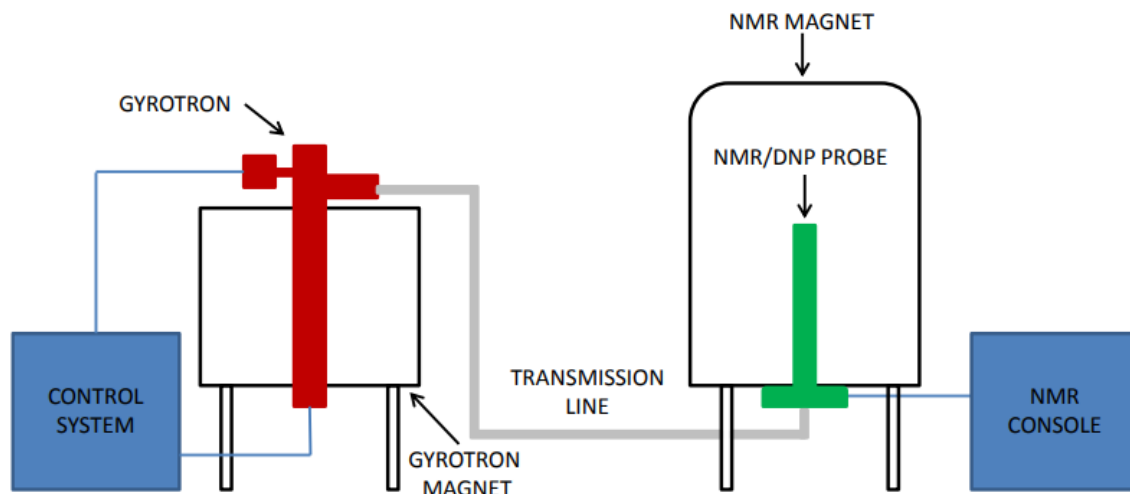 NMR MAGNET
GYROTRON
NMR/DNP PROBE
CONTROL
SYSTEM
TRANSMISSION
LINE
GYROTRON
MAGNET
NMR
CONSOLE